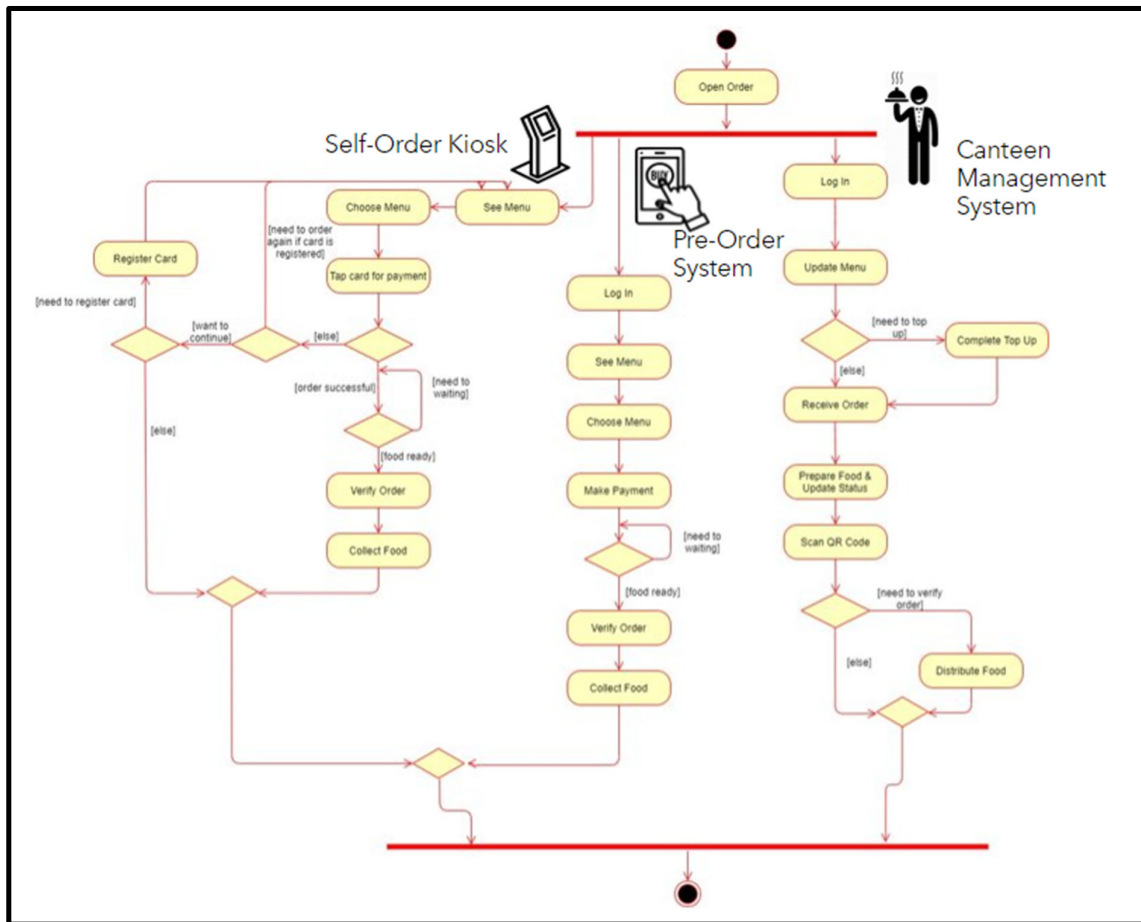 Open Order
Self-Order Kiosk
BUY
Pre-Order
System
Canteen
Management
System
See Menu
Choose Menu
[need to order
again if card is
registered]
Register Card
Tap card for payment
[need to register card]
[want to
continue]
[else]
[order successful]
[need to
waiting]
[else]
[food ready]
Verify Order
Collect Food
Log In
See Menu
Choose Menu
Make Payment
[need to
waiting]
[food ready]
Verify Order
Collect Food
Log In
Update Menu
[need to top
up]
Complete Top Up
[else]
Receive Order
Prepare Food &
Update Status
Scan QR Code
[need to verify
order]
[else]
Distribute Food